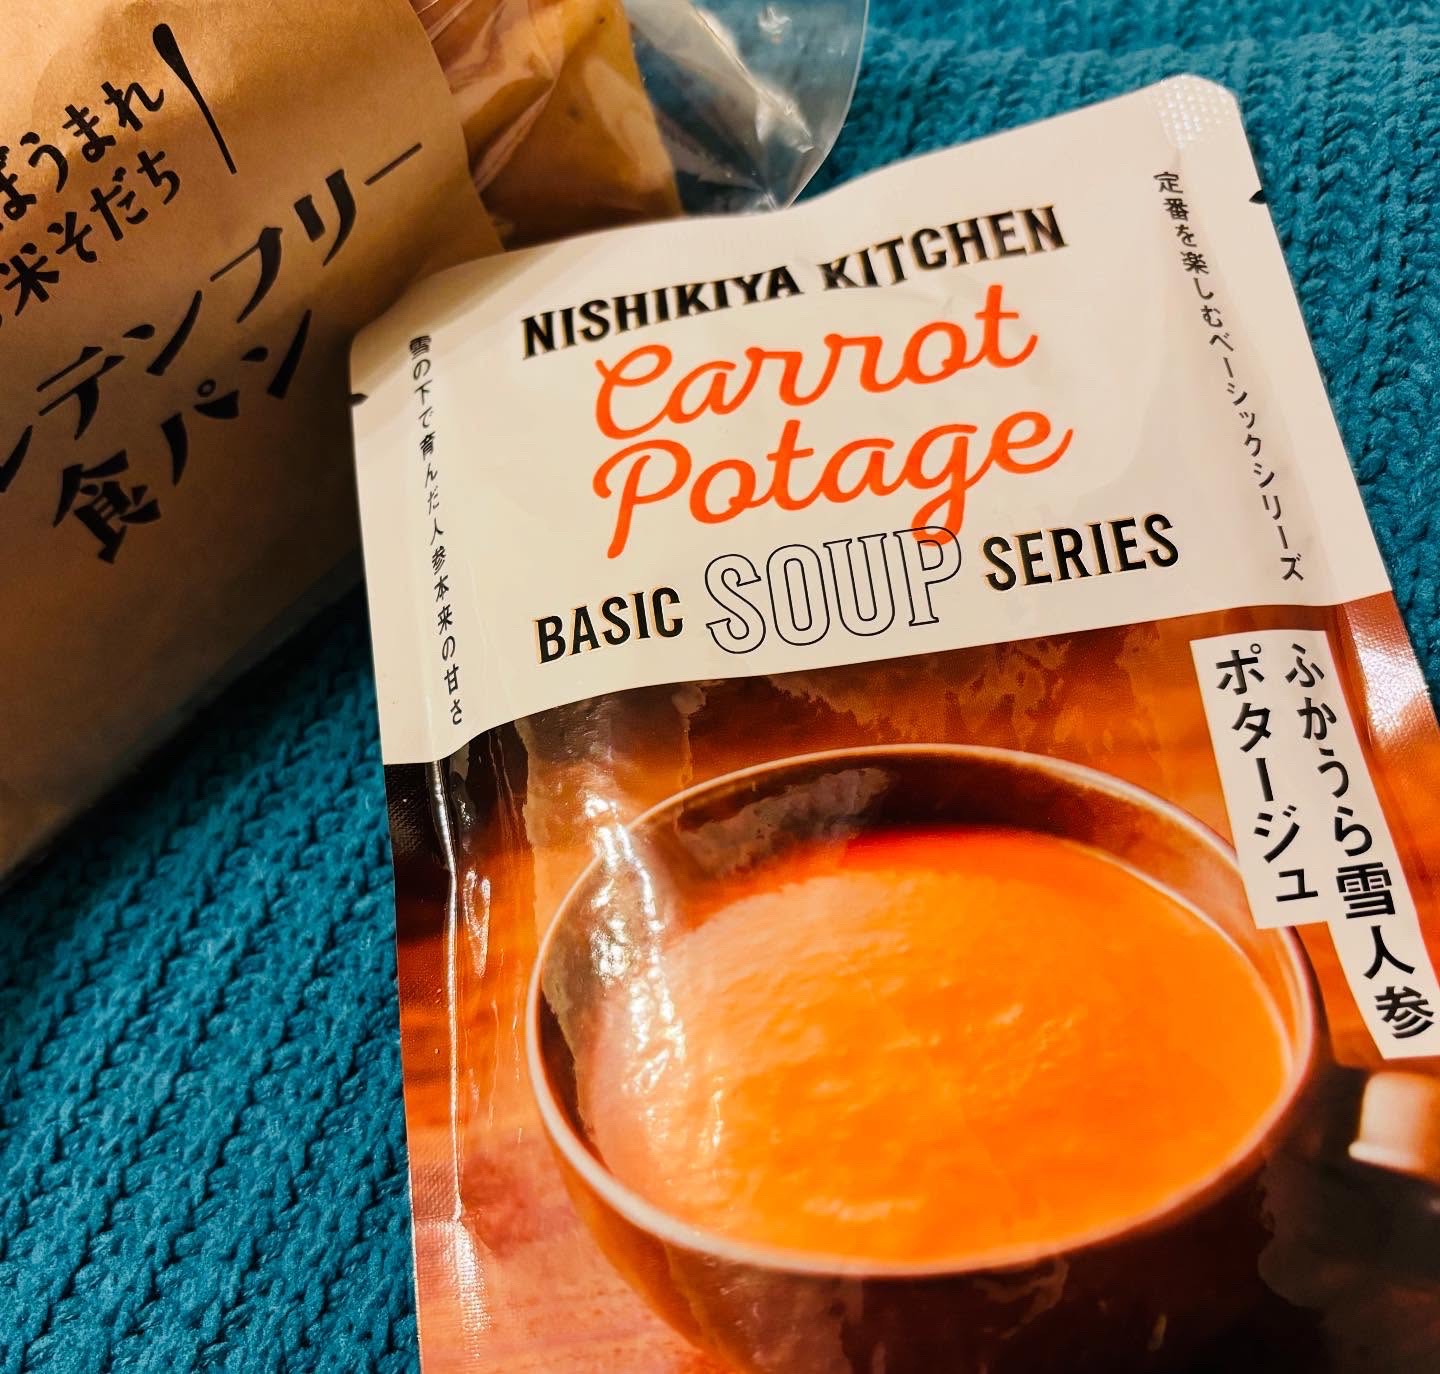 ぼうまれ
米そだち
ルテンフリー
食パン
NISHIKIYA KITCHEN
Carrot
Potage
BASIC SOUP SERIES
定番を楽しむベーシックシリーズ
雪の下で育んだ人参本来の甘さ
ふかうら雪人参
ポタージュ